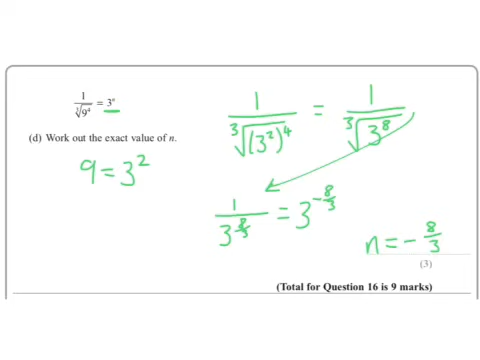 1/∛9⁴ = 3ⁿ
(d) Work out the exact value of n.
9 = 3²
1/∛(3²)⁴ = 1/∛3⁸
1/3^(8/3) = 3^(-8/3)
n = - 8/3
(3)
(Total for Question 16 is 9 marks)